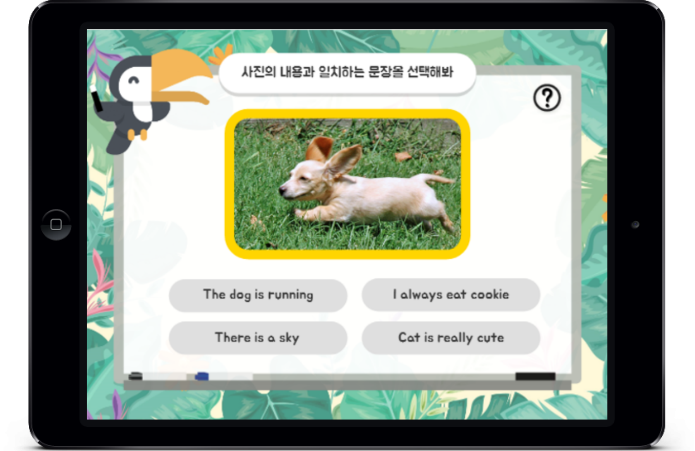 사진의 내용과 일치하는 문장을 선택해봐
?
The dog is running
I always eat cookie
There is a sky
Cat is really cute